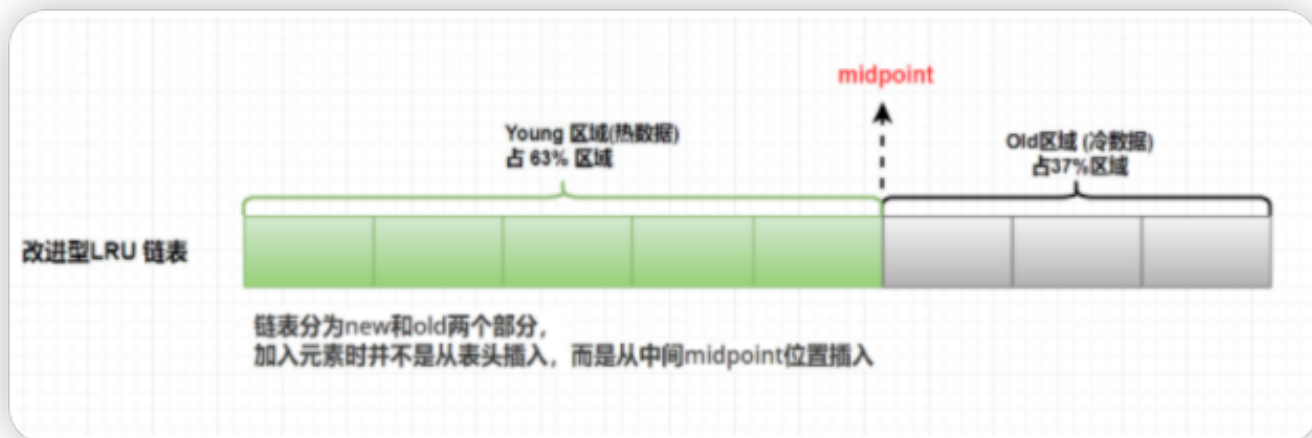 midpoint
Young 区域(热数据)
占 63% 区域
Old区域 (冷数据)
占37%区域
改进型LRU 链表
链表分为new和old两个部分，
加入元素时并不是从表头插入，而是从中间midpoint位置插入